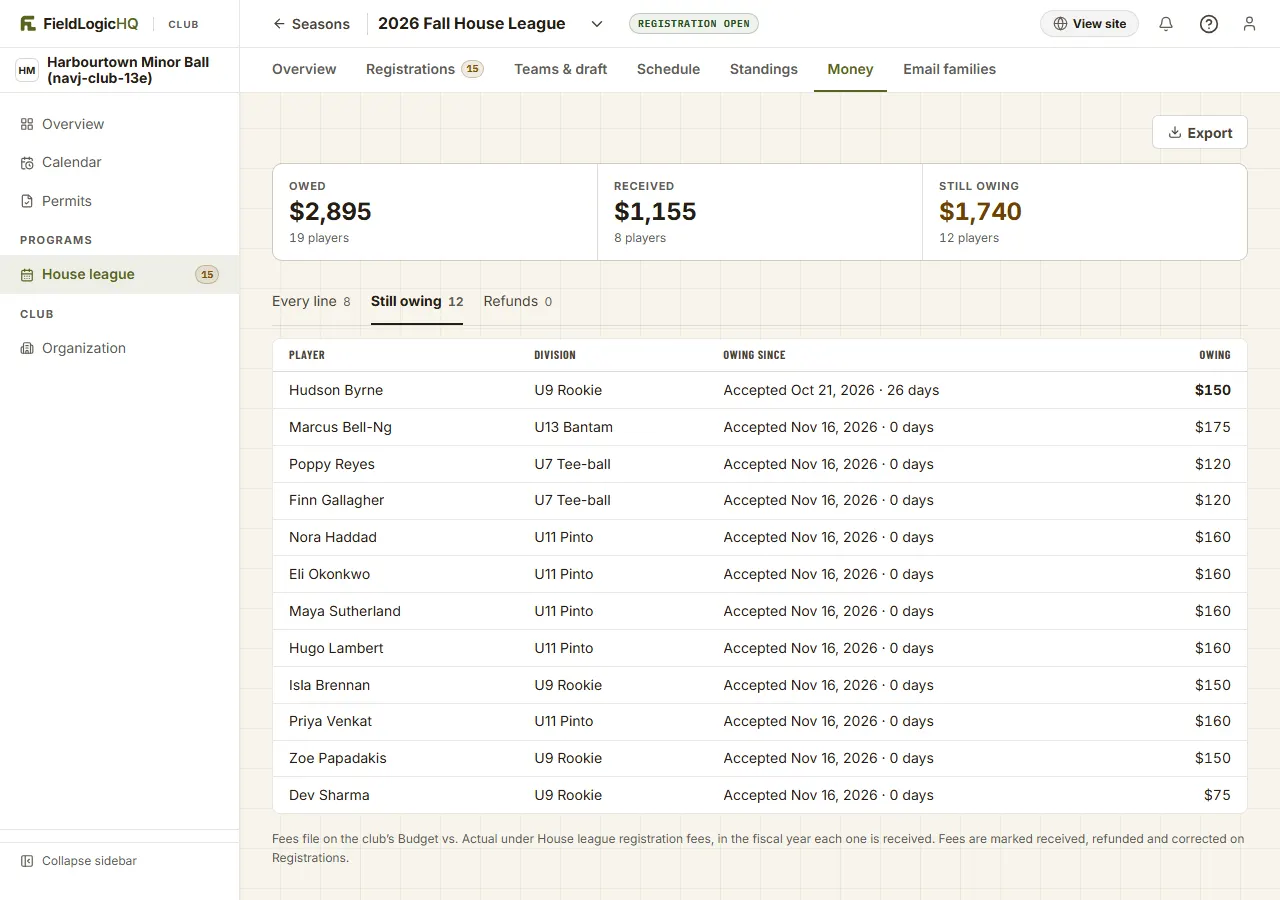 FieldLogicHQ CLUB
Harbourtown Minor Ball
(navj-club-13e)
HM
Overview
Calendar
Permits
PROGRAMS
House league 15
CLUB
Organization
Collapse sidebar
Seasons 2026 Fall House League REGISTRATION OPEN View site
Overview Registrations 15 Teams & draft Schedule Standings Money Email families
Export
OWED RECEIVED STILL OWING
$2,895 $1,155 $1,740
19 players 8 players 12 players
Every line 8 Still owing 12 Refunds 0
PLAYER DIVISION OWING SINCE OWING
Hudson Byrne U9 Rookie Accepted Oct 21, 2026 · 26 days $150
Marcus Bell-Ng U13 Bantam Accepted Nov 16, 2026 · 0 days $175
Poppy Reyes U7 Tee-ball Accepted Nov 16, 2026 · 0 days $120
Finn Gallagher U7 Tee-ball Accepted Nov 16, 2026 · 0 days $120
Nora Haddad U11 Pinto Accepted Nov 16, 2026 · 0 days $160
Eli Okonkwo U11 Pinto Accepted Nov 16, 2026 · 0 days $160
Maya Sutherland U11 Pinto Accepted Nov 16, 2026 · 0 days $160
Hugo Lambert U11 Pinto Accepted Nov 16, 2026 · 0 days $160
Isla Brennan U9 Rookie Accepted Nov 16, 2026 · 0 days $150
Priya Venkat U11 Pinto Accepted Nov 16, 2026 · 0 days $160
Zoe Papadakis U9 Rookie Accepted Nov 16, 2026 · 0 days $150
Dev Sharma U9 Rookie Accepted Nov 16, 2026 · 0 days $75
Fees file on the club’s Budget vs. Actual under House league registration fees, in the fiscal year each one is received. Fees are marked received, refunded and corrected on
Registrations.